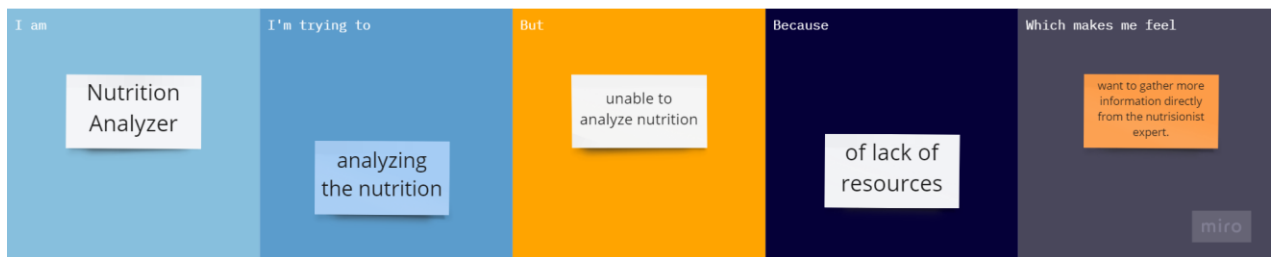 I am
Nutrition
Analyzer
I'm trying to
analyzing
the nutrition
But
unable to
analyze nutrition
Because
of lack of
resources
Which makes me feel
want to gather more
information directly
from the nutrisionist
expert.
miro